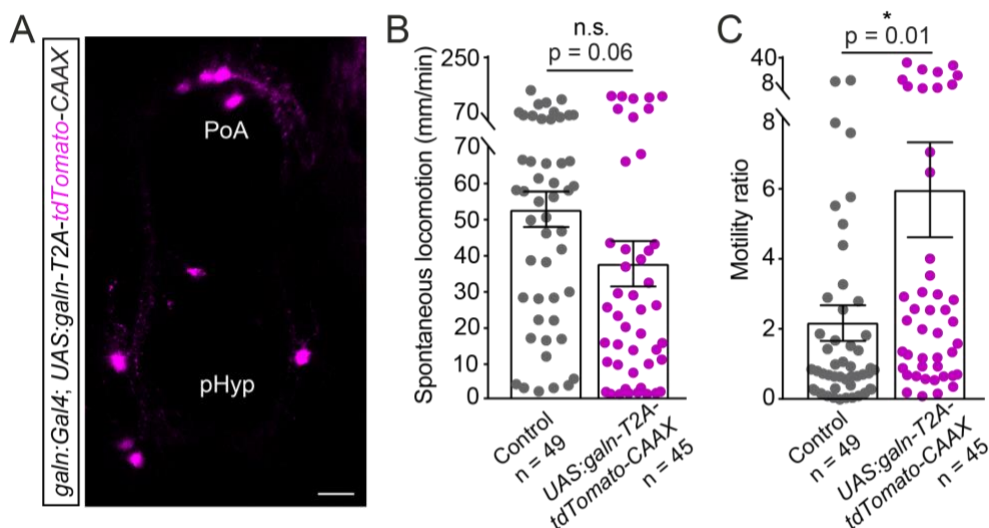 A
galn:Gal4; UAS:galn-T2A-tdTomato-CAAX
PoA
pHyp
B
n.s.
p = 0.06
Spontaneous locomotion (mm/min)
250
70
70
60
50
40
30
20
10
0
Control
n = 49
UAS:galn-T2A-
tdTomato-CAAX
n = 45
C
*
p = 0.01
Motility ratio
40
8
8
6
4
2
0
Control
n = 49
UAS:galn-T2A-
tdTomato-CAAX
n = 45